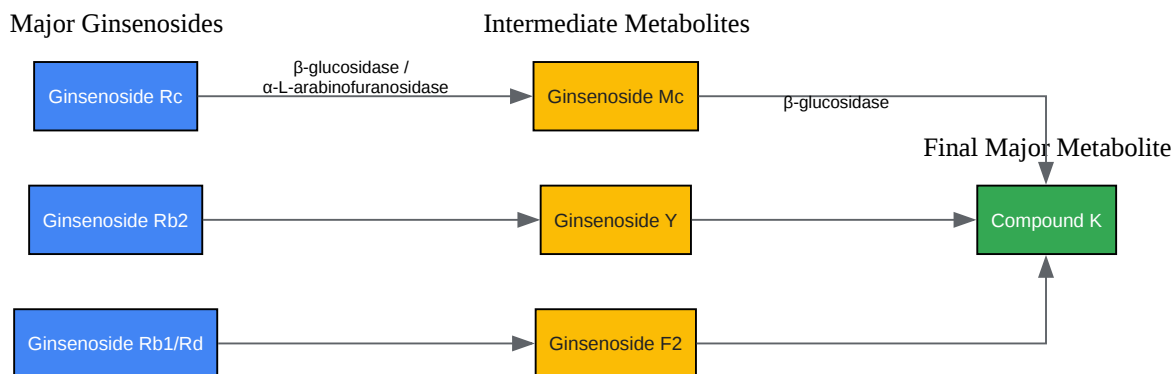 Major Ginsenosides
Intermediate Metabolites
β-glucosidase /
α-L-arabinofuranosidase
Ginsenoside Rc
Ginsenoside Mc
β-glucosidase
Final Major Metabolite
Ginsenoside Rb2
Ginsenoside Y
Compound K
Ginsenoside Rb1/Rd
Ginsenoside F2